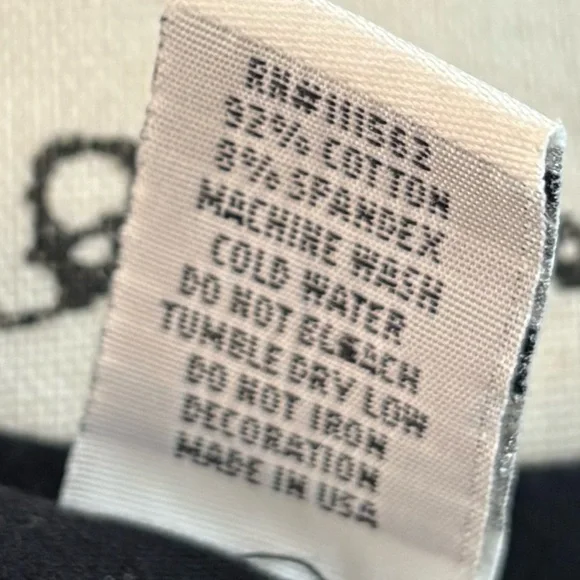 RN#111562
92% COTTON
8% SPANDEX
MACHINE WASH
COLD WATER
DO NOT BLEACH
TUMBLE DRY LOW
DO NOT IRON
DECORATION
MADE IN USA